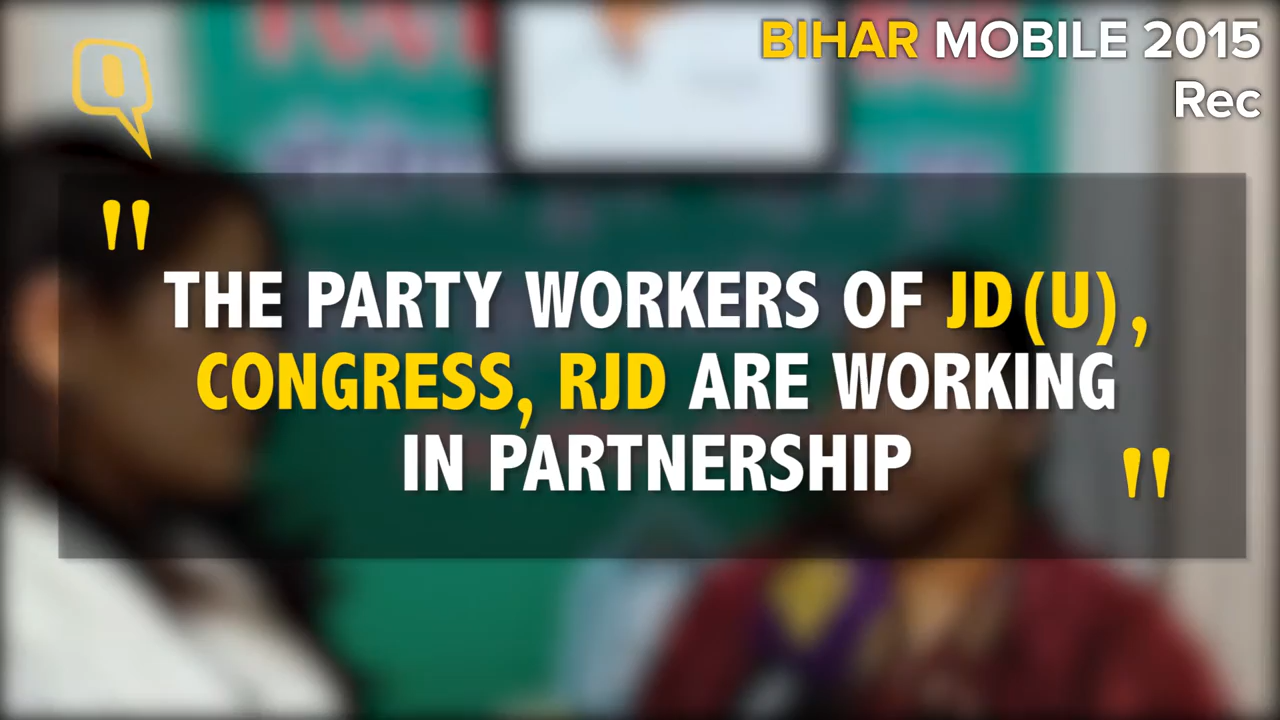 BIHAR MOBILE 2015
Rec
"
THE PARTY WORKERS OF JD(U),
CONGRESS, RJD ARE WORKING
IN PARTNERSHIP
"